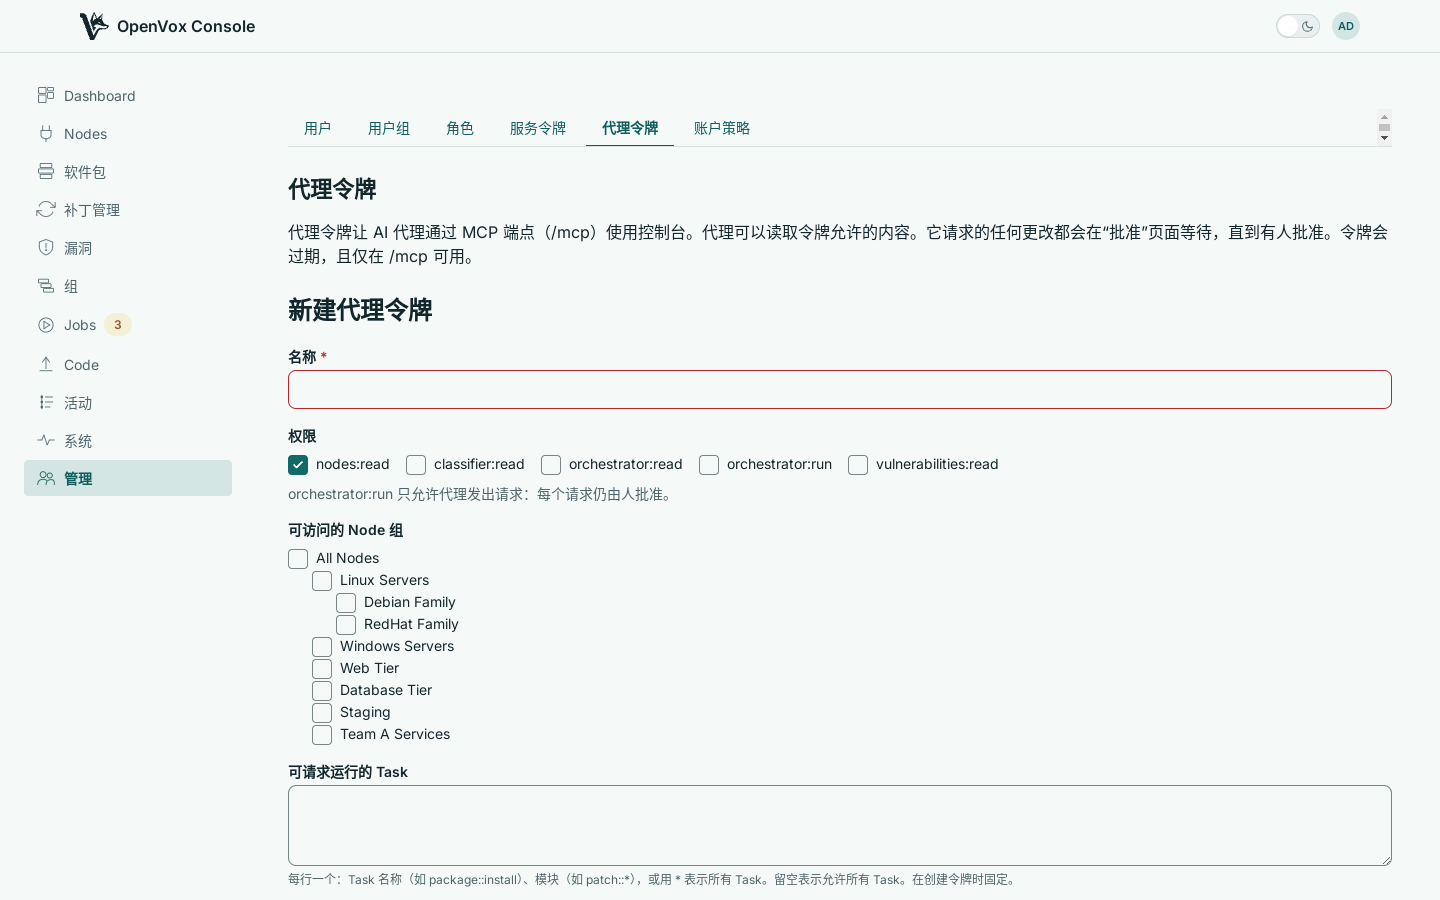 OpenVox Console
AD
Dashboard
Nodes
软件包
补丁管理
漏洞
组
Jobs 3
Code
活动
系统
管理
用户 用户组 角色 服务令牌 代理令牌 账户策略
代理令牌
代理令牌让 AI 代理通过 MCP 端点（/mcp）使用控制台。代理可以读取令牌允许的内容。它请求的任何更改都会在“批准”页面等待，直到有人批准。令牌会
过期，且仅在 /mcp 可用。
新建代理令牌
名称 *
权限
nodes:read classifier:read orchestrator:read orchestrator:run vulnerabilities:read
orchestrator:run 只允许代理发出请求：每个请求仍由人批准。
可访问的 Node 组
All Nodes
Linux Servers
Debian Family
RedHat Family
Windows Servers
Web Tier
Database Tier
Staging
Team A Services
可请求运行的 Task
每行一个：Task 名称（如 package::install）、模块（如 patch::*），或用 * 表示所有 Task。留空表示允许所有 Task。在创建令牌时固定。